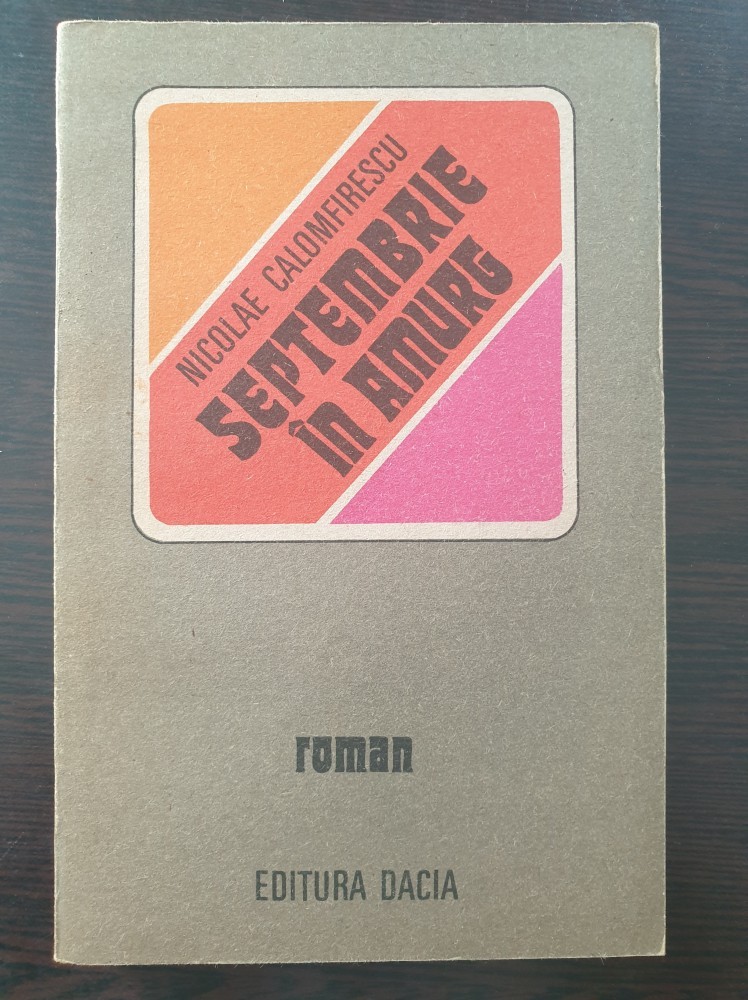 NICOLAE CALOMFIRESCU
SEPTEMBRIE
ÎN AMURG
roman
EDITURA DACIA